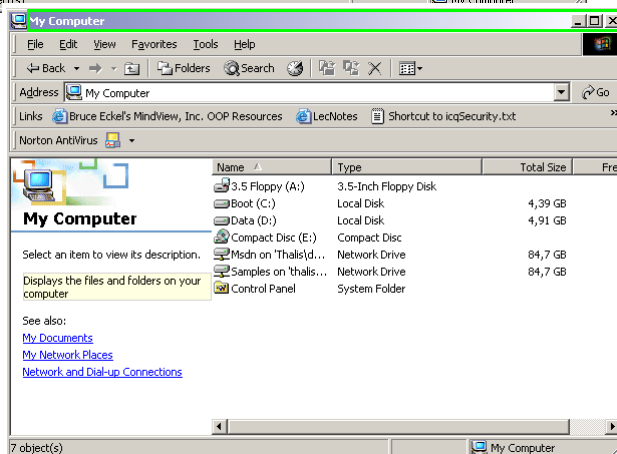 My Computer
File Edit View Favorites Tools Help
Back Folders Search
Address My Computer Go
Links Bruce Eckel's MindView, Inc. OOP Resources LecNotes Shortcut to icqSecurity.txt »
Norton AntiVirus
Name Type Total Size Fre
3.5 Floppy (A:) 3.5-Inch Floppy Disk
Boot (C:) Local Disk 4,39 GB
Data (D:) Local Disk 4,91 GB
Compact Disc (E:) Compact Disc
Msdn on 'Thalis\d... Network Drive 84,7 GB
Samples on 'thalis... Network Drive 84,7 GB
Control Panel System Folder
My Computer
Select an item to view its description.
Displays the files and folders on your
computer
See also:
My Documents
My Network Places
Network and Dial-up Connections
7 object(s) My Computer